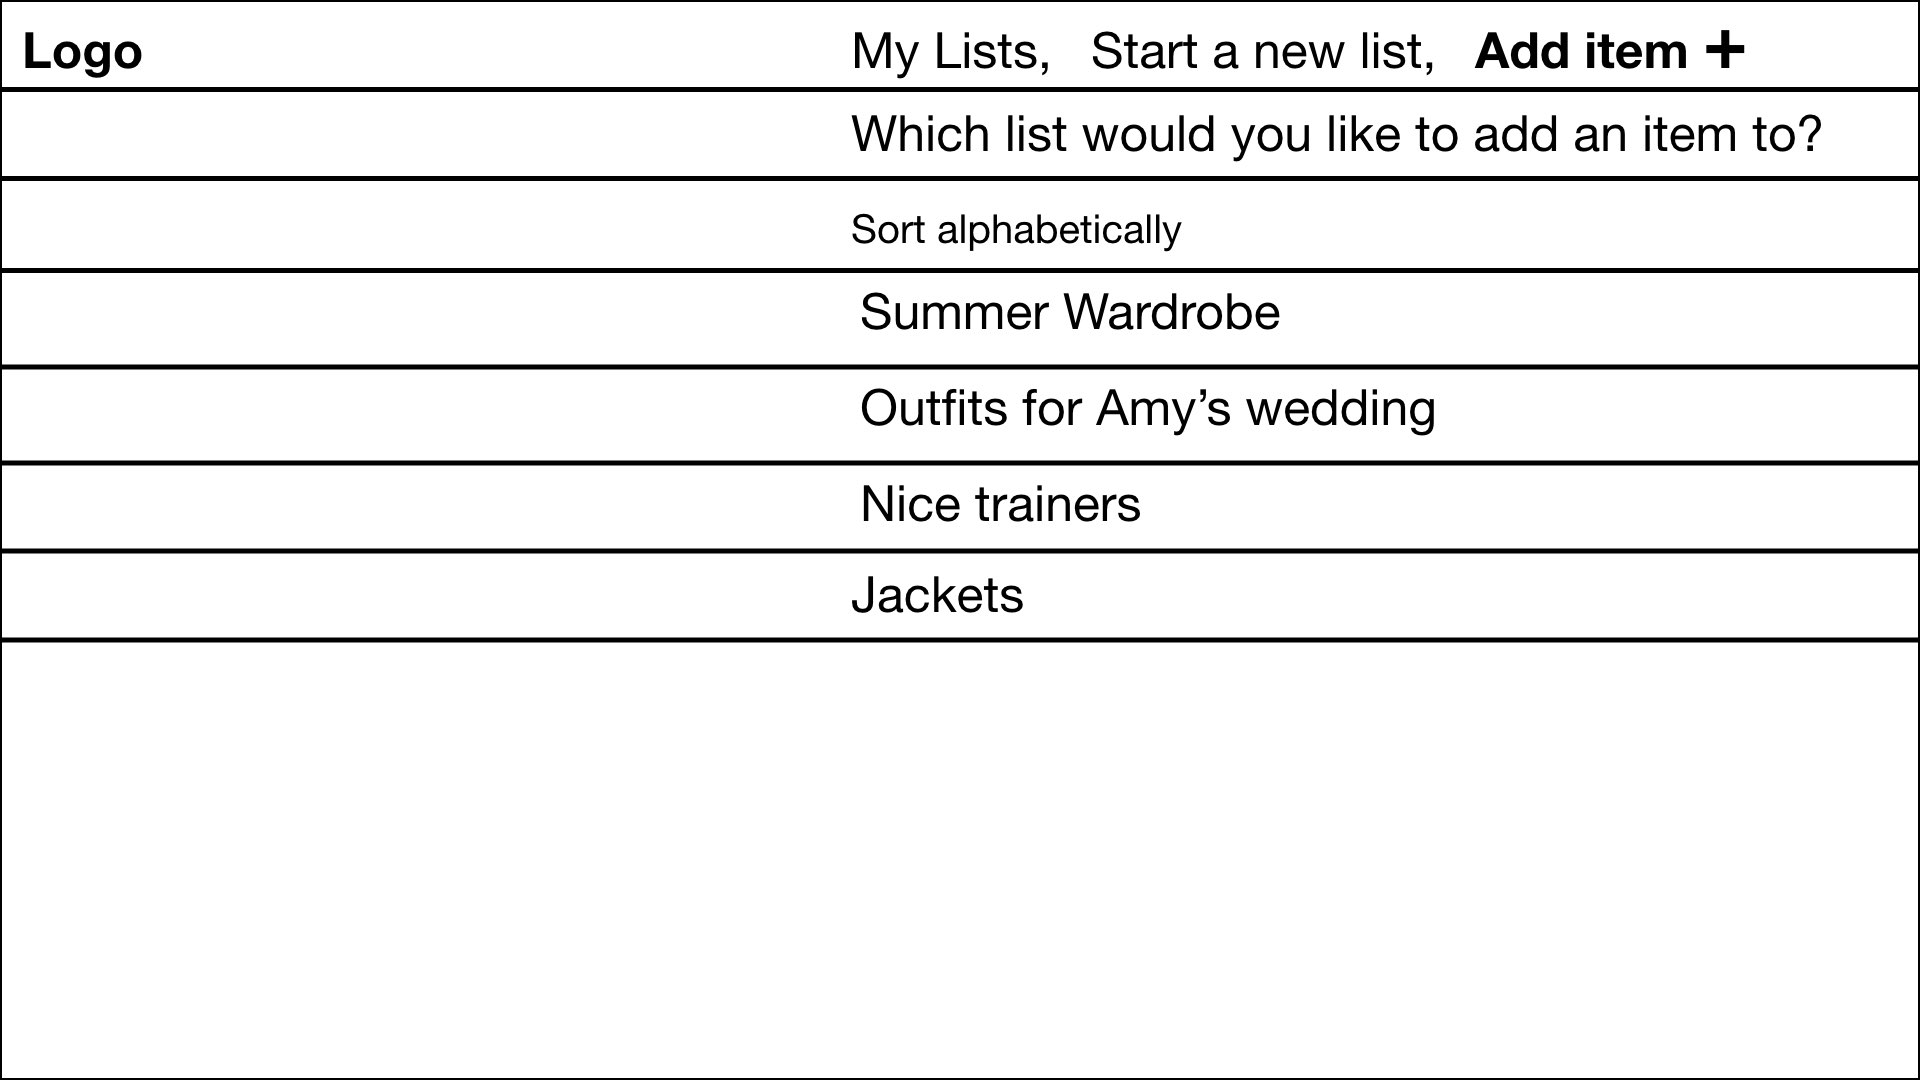 Logo
My Lists, Start a new list, Add item +
Which list would you like to add an item to?
Sort alphabetically
Summer Wardrobe
Outfits for Amy’s wedding
Nice trainers
Jackets